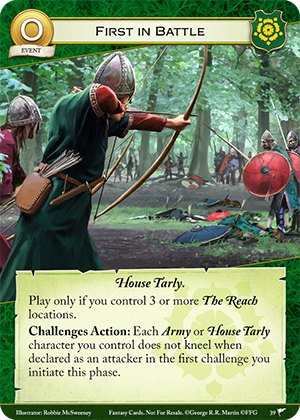 0
EVENT
First in Battle
House Tarly.
Play only if you control 3 or more The Reach
locations.
Challenges Action: Each Army or House Tarly
character you control does not kneel when
declared as an attacker in the first challenge you
initiate this phase.
Illustrator: Robbie McSweeney
Fantasy Cards. Not For Resale. ©George R.R. Martin ©FFG
39